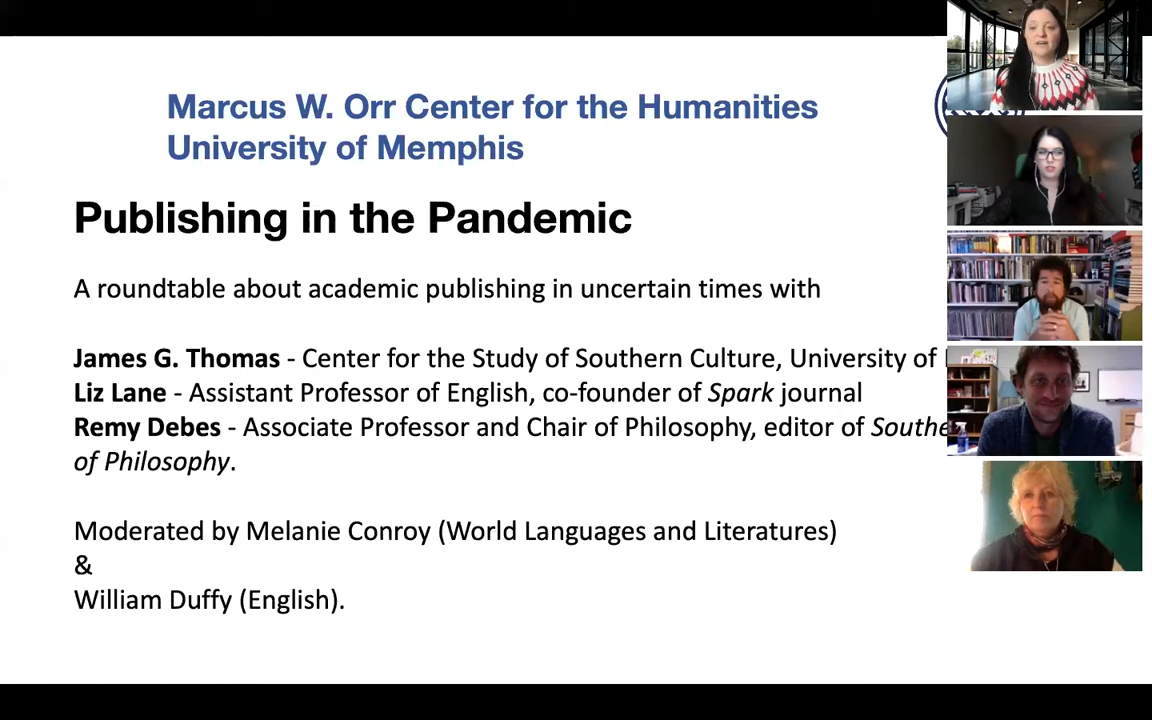 Marcus W. Orr Center for the Humanities
University of Memphis
Publishing in the Pandemic
A roundtable about academic publishing in uncertain times with
James G. Thomas - Center for the Study of Southern Culture, University of
Liz Lane - Assistant Professor of English, co-founder of Spark journal
Remy Debes - Associate Professor and Chair of Philosophy, editor of Southe
of Philosophy.
Moderated by Melanie Conroy (World Languages and Literatures)
&
William Duffy (English).